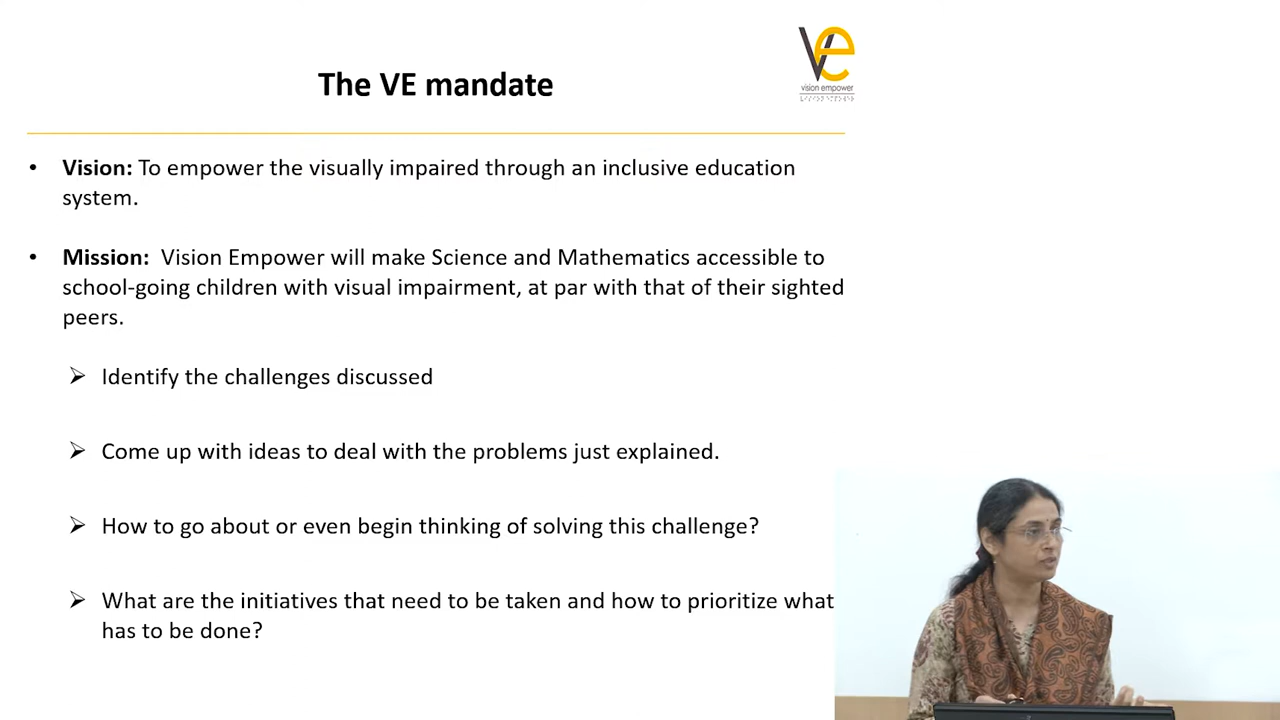 The VE mandate
ve
vision empower
• Vision: To empower the visually impaired through an inclusive education
system.
• Mission: Vision Empower will make Science and Mathematics accessible to
school-going children with visual impairment, at par with that of their sighted
peers.
➢ Identify the challenges discussed
➢ Come up with ideas to deal with the problems just explained.
➢ How to go about or even begin thinking of solving this challenge?
➢ What are the initiatives that need to be taken and how to prioritize what
has to be done?